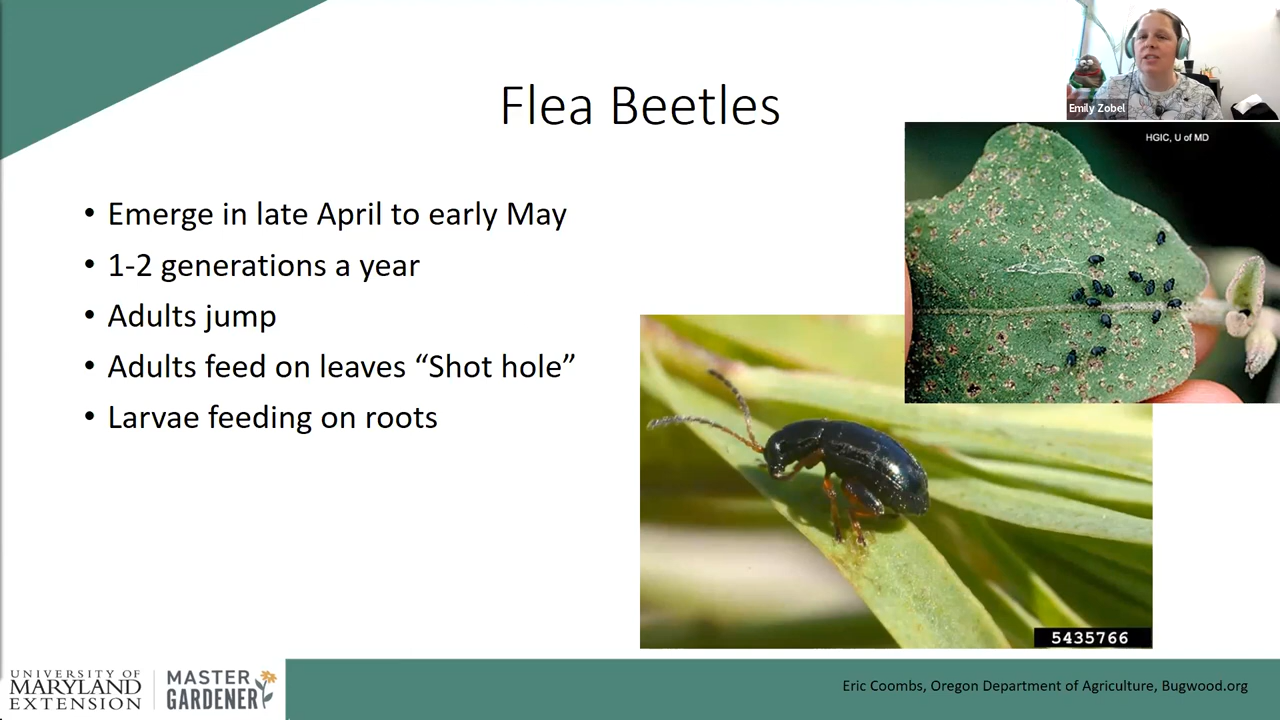 Flea Beetles
Emily Zobel
HGIC, U of MD
• Emerge in late April to early May
• 1-2 generations a year
• Adults jump
• Adults feed on leaves “Shot hole”
• Larvae feeding on roots
5435766
UNIVERSITY OF
MARYLAND
EXTENSION
MASTER
GARDENER
Eric Coombs, Oregon Department of Agriculture, Bugwood.org